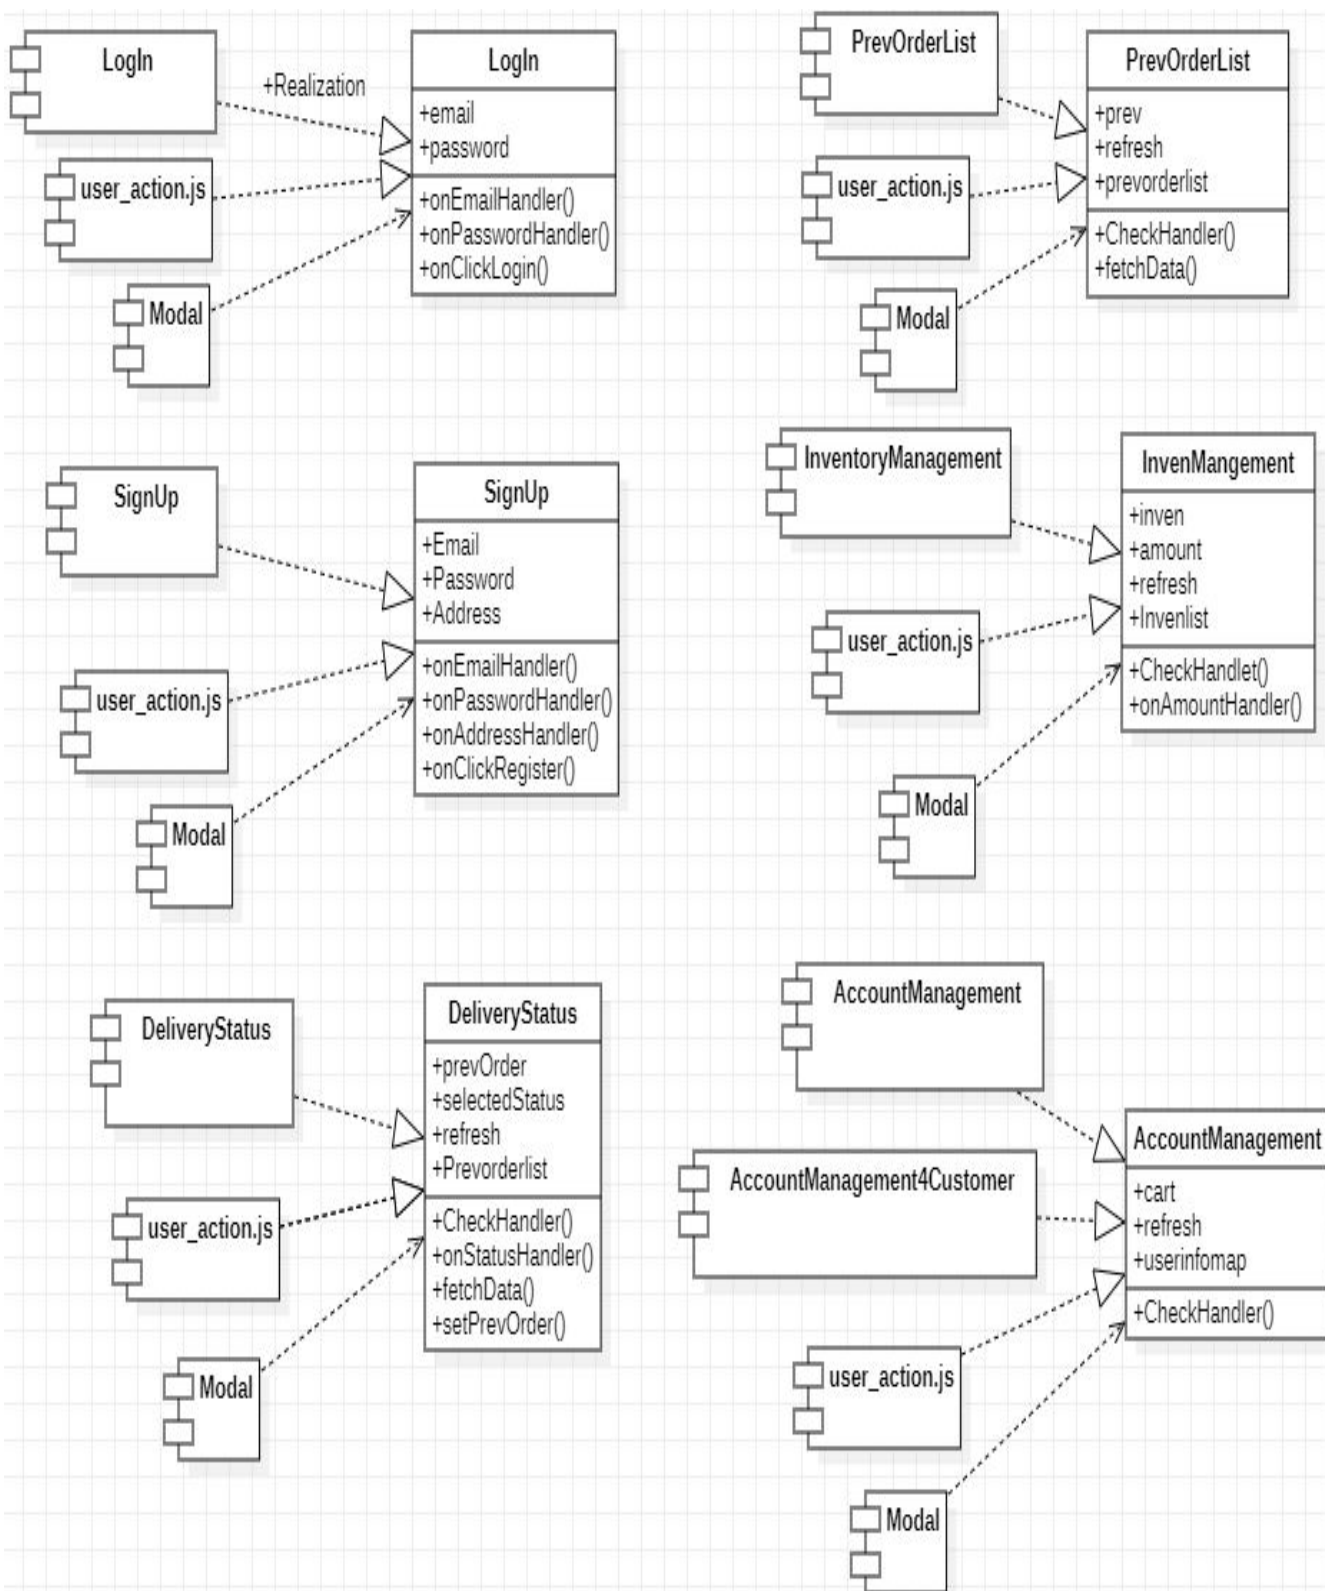 LogIn
+Realization
LogIn
+email
+password
+onEmailHandler()
+onPasswordHandler()
+onClickLogin()
user_action.js
Modal
PrevOrderList
PrevOrderList
+prev
+refresh
+prevorderlist
+CheckHandler()
+fetchData()
user_action.js
Modal
SignUp
SignUp
+Email
+Password
+Address
+onEmailHandler()
+onPasswordHandler()
+onAddressHandler()
+onClickRegister()
user_action.js
Modal
InventoryManagement
InvenMangement
+inven
+amount
+refresh
+Invenlist
+CheckHandlet()
+onAmountHandler()
user_action.js
Modal
DeliveryStatus
DeliveryStatus
+prevOrder
+selectedStatus
+refresh
+Prevorderlist
+CheckHandler()
+onStatusHandler()
+fetchData()
+setPrevOrder()
user_action.js
Modal
AccountManagement
AccountManagement4Customer
AccountManagement
+cart
+refresh
+userinfomap
+CheckHandler()
user_action.js
Modal